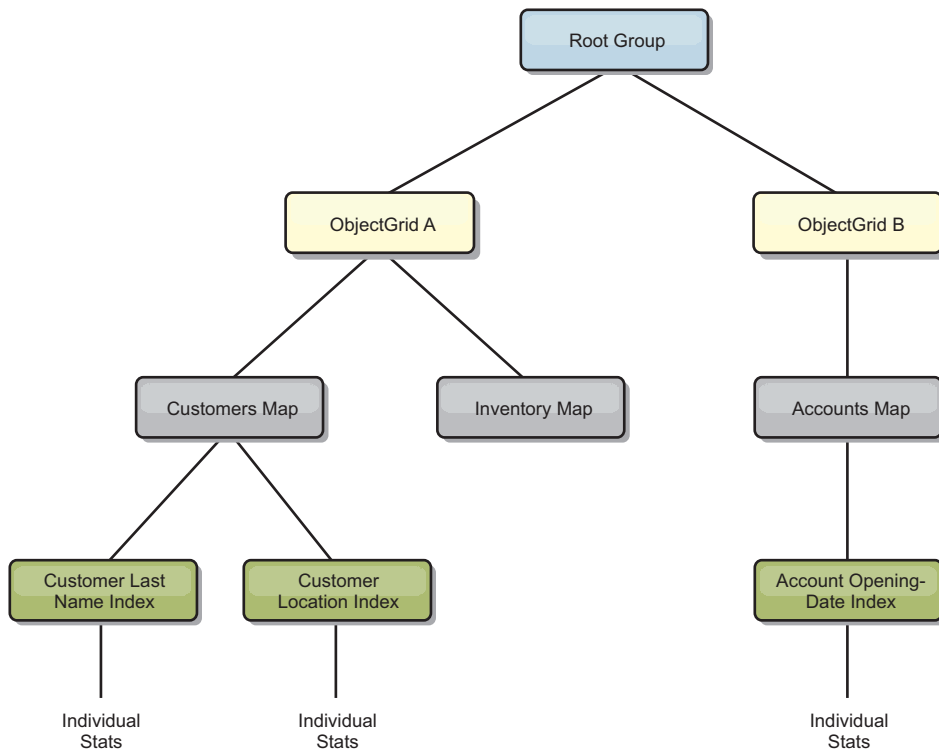 Root Group
ObjectGrid A
ObjectGrid B
Customers Map
Inventory Map
Accounts Map
Customer Last
Name Index
Customer
Location Index
Account Opening-
Date Index
Individual
Stats
Individual
Stats
Individual
Stats